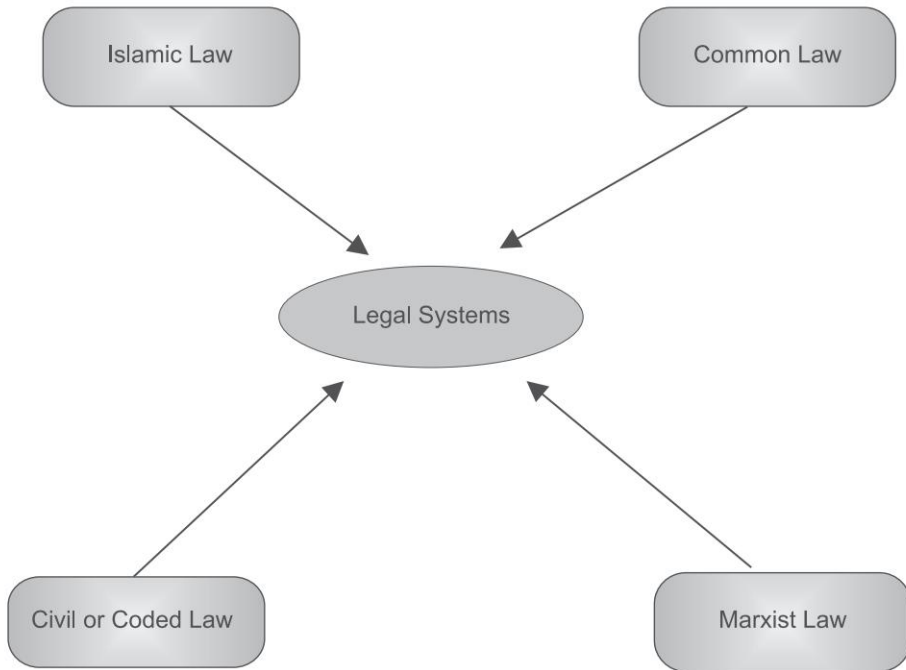 Islamic Law
Common Law
Legal Systems
Civil or Coded Law
Marxist Law